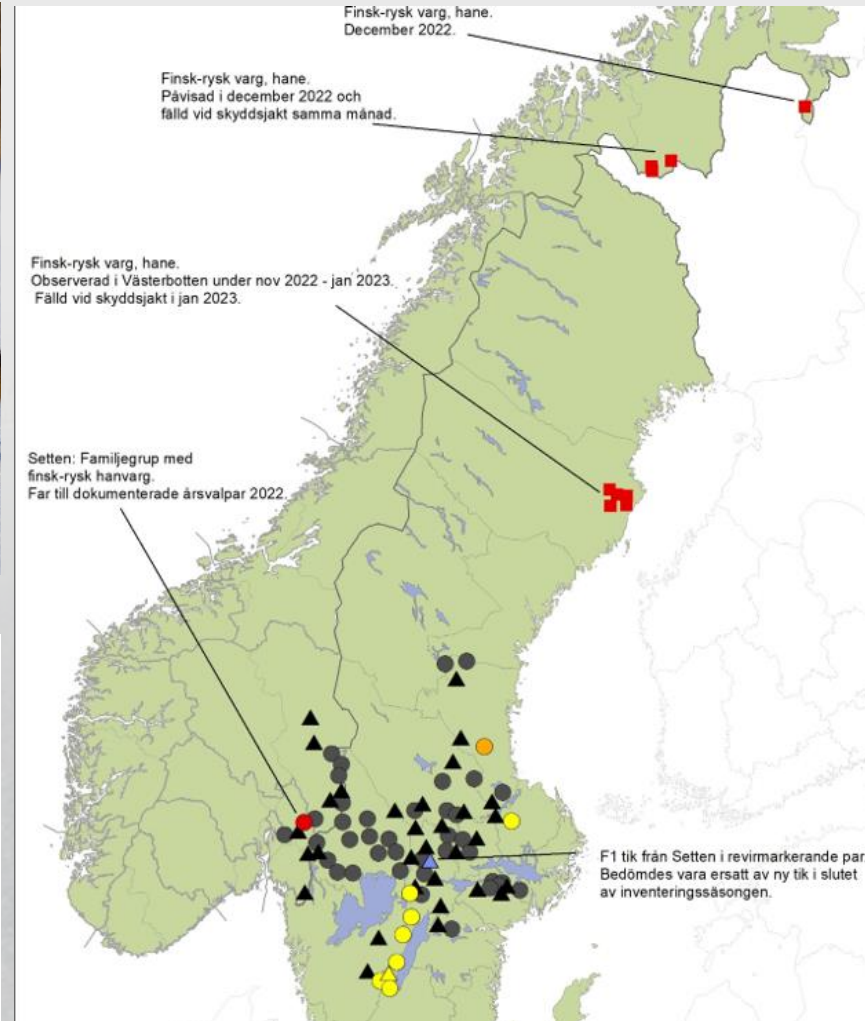 Finsk-rysk varg, hane.
December 2022.
Finsk-rysk varg, hane.
Påvisad i december 2022 och
fälld vid skyddsjakt samma månad.
Finsk-rysk varg, hane.
Observerad i Västerbotten under nov 2022 - jan 2023.
Fälld vid skyddsjakt i jan 2023.
Setten: Familjegrup med
finsk-rysk hanvarg.
Far till dokumenterade årsvalpar 2022.
F1 tik från Setten i revirmarkerande par.
Bedömdes vara ersatt av ny tik i slutet
av inventeringssäsongen.